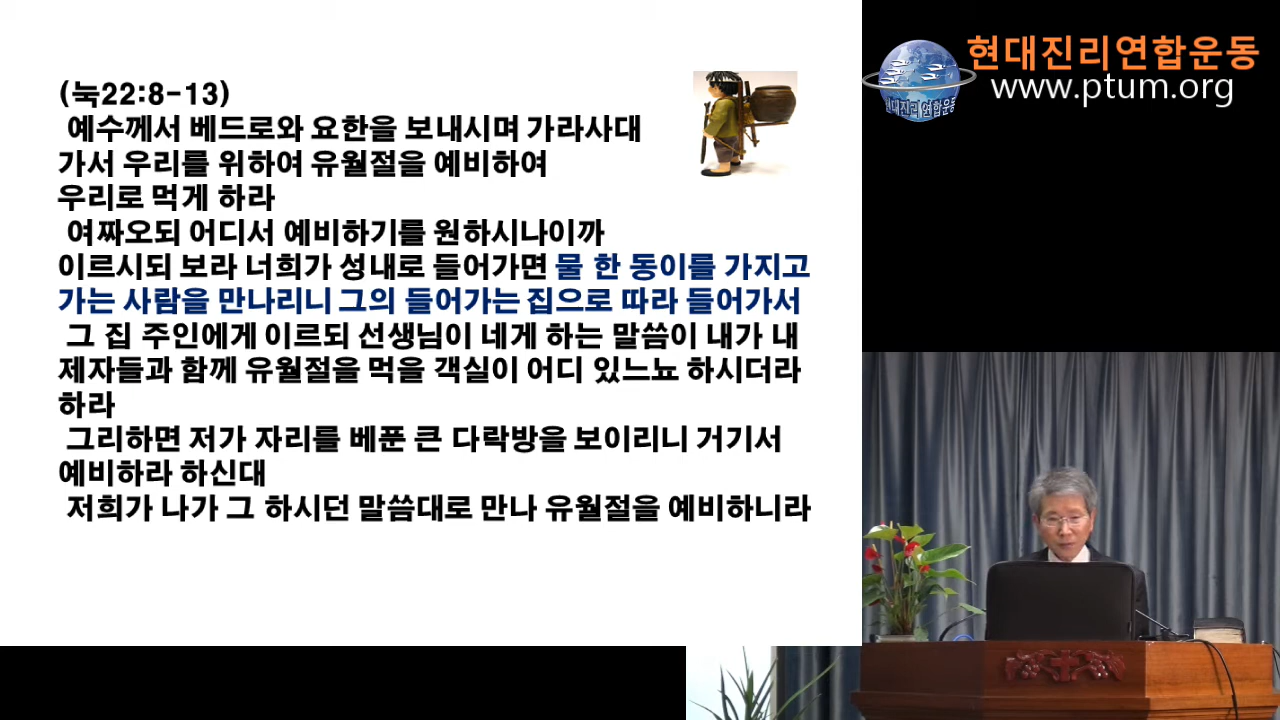 (눅22:8-13)
예수께서 베드로와 요한을 보내시며 가라사대
가서 우리를 위하여 유월절을 예비하여
우리로 먹게 하라
여짜오되 어디서 예비하기를 원하시나이까
이르시되 보라 너희가 성내로 들어가면 물 한 동이를 가지고
가는 사람을 만나리니 그의 들어가는 집으로 따라 들어가서
그 집 주인에게 이르되 선생님이 네게 하는 말씀이 내가 내
제자들과 함께 유월절을 먹을 객실이 어디 있느뇨 하시더라
하라
그리하면 저가 자리를 베푼 큰 다락방을 보이리니 거기서
예비하라 하신대
저희가 나가 그 하시던 말씀대로 만나 유월절을 예비하니라
현대진리연합운동
www.ptum.org
현대진리연합운동